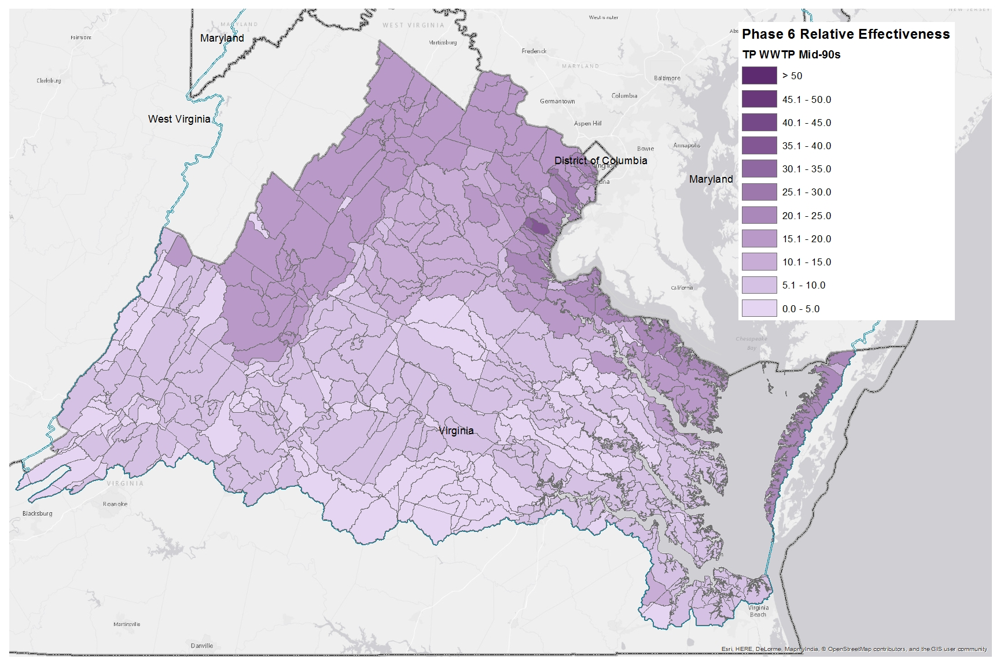 NEW JERSEY
Westminster
MARYLAND
WEST VIRGINIA
Fairmont
Maryland
Martinsburg
Frederick
MARYLAND
Baltimore
Clarksburg
Columbia
Germantown
West Virginia
Aspen Hill
Annapolis
Bowie
District of Columbia
Maryland
California
Chesapeake
Bay
Phase 6 Relative Effectiveness
TP WWTP Mid-90s
> 50
45.1 - 50.0
40.1 - 45.0
35.1 - 40.0
30.1 - 35.0
25.1 - 30.0
20.1 - 25.0
15.1 - 20.0
10.1 - 15.0
5.1 - 10.0
0.0 - 5.0
Virginia
VIRGINIA
Roanoke
Blacksburg
Virginia
Beach
Martinsville
Danville
Esri, HERE, DeLorme, MapmyIndia, © OpenStreetMap contributors, and the GIS user community